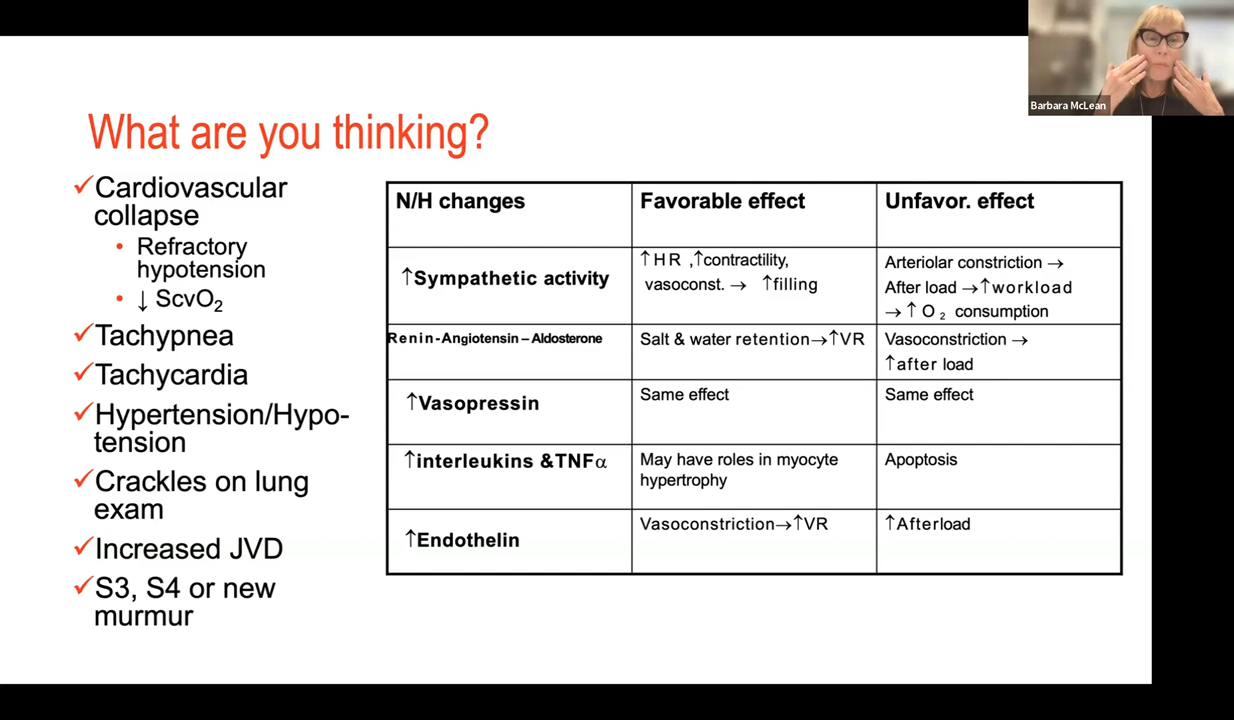 Barbara McLean
What are you thinking?
✓Cardiovascular
collapse
• Refractory
hypotension
• ↓ ScvO₂
✓Tachypnea
✓Tachycardia
✓Hypertension/Hypo-
tension
✓Crackles on lung
exam
✓Increased JVD
✓S3, S4 or new
murmur
N/H changes
Favorable effect
Unfavor. effect
↑Sympathetic activity
↑HR ,↑contractility,
vasoconst. → ↑filling
Arteriolar constriction →
After load →↑workload
→ ↑ O₂ consumption
Renin-Angiotensin – Aldosterone
Salt & water retention→↑VR
Vasoconstriction →
↑after load
↑Vasopressin
Same effect
Same effect
↑interleukins &TNFα
May have roles in myocyte
hypertrophy
Apoptosis
↑Endothelin
Vasoconstriction→↑VR
↑Afterload